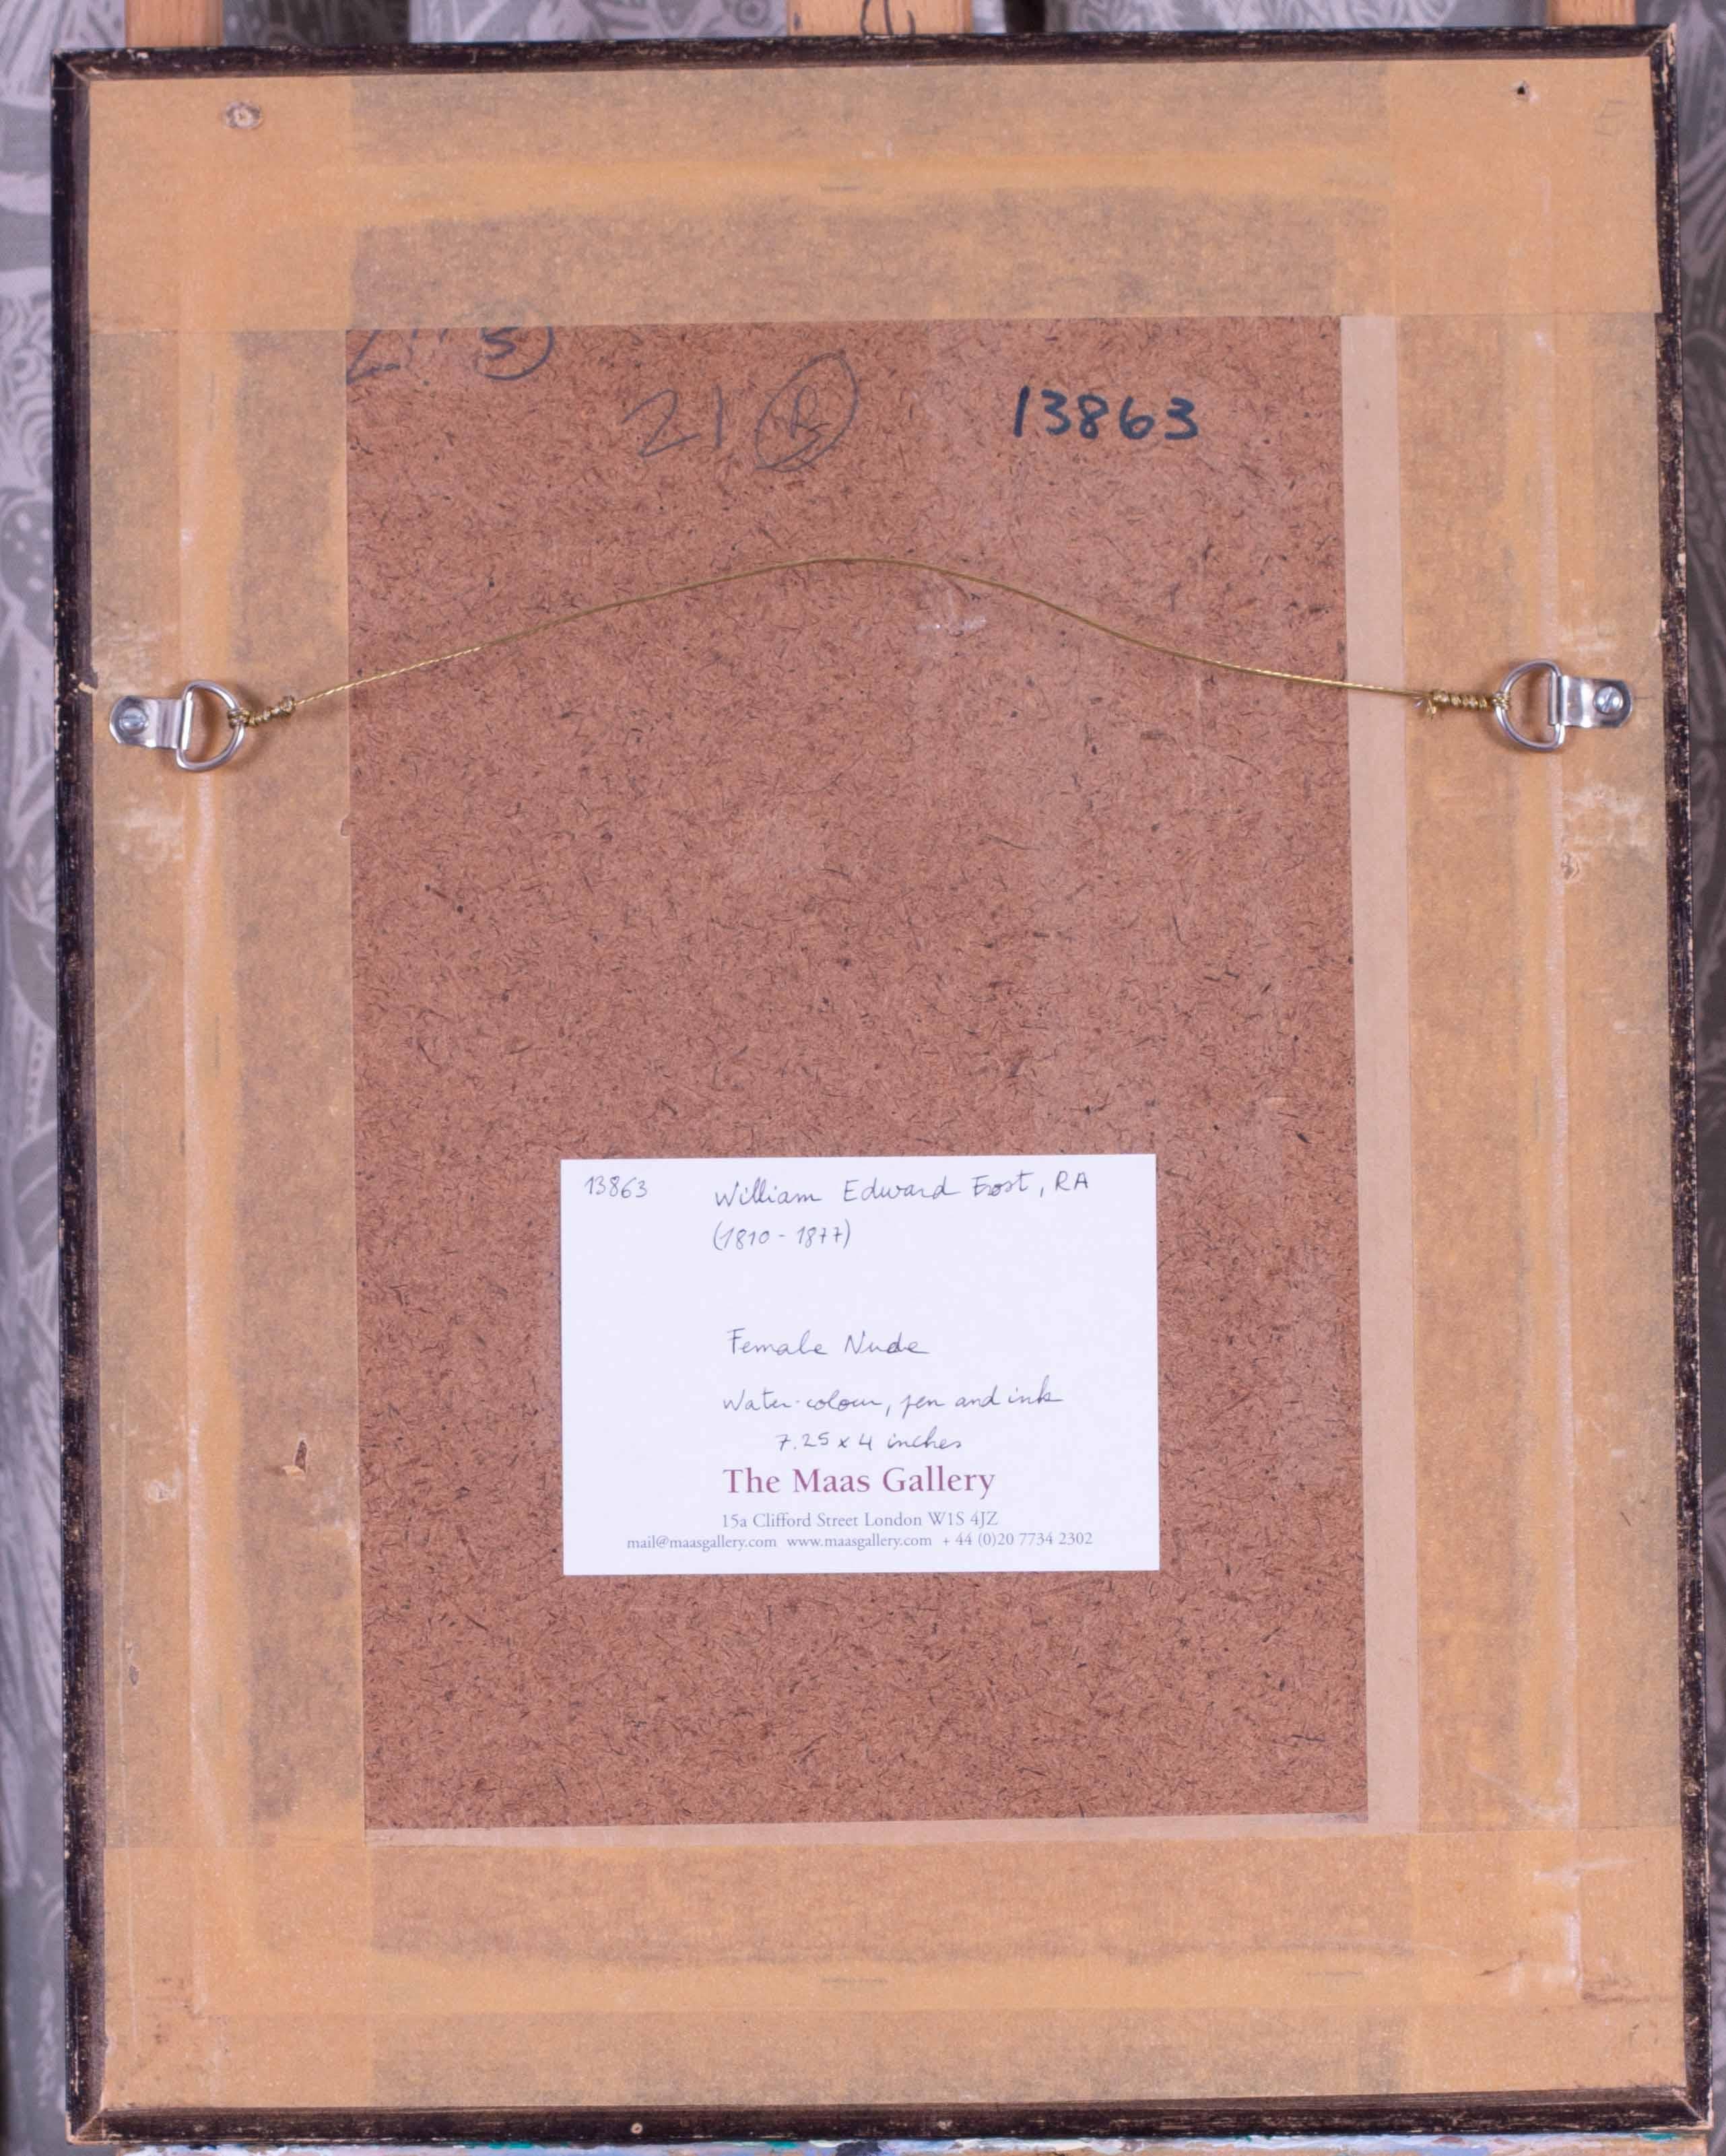 21 
13863
13863 William Edward Frost, RA
(1810 - 1877)
Female Nude
Water-colour, pen and ink
7.25 x 4 inches
The Maas Gallery
15a Clifford Street London W1S 4JZ
mail@maasgallery.com www.maasgallery.com + 44 (0)20 7734 2302